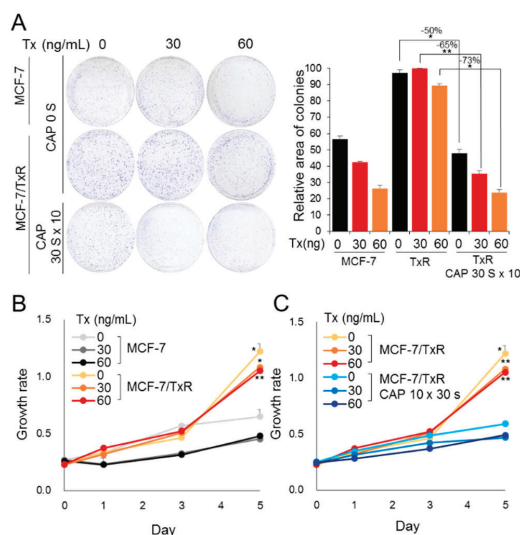 A
Tx (ng/mL) 0 30 60
MCF-7
MCF-7/TxR
CAP 0 S
CAP
30 S x 10
Relative area of colonies
100
90
80
70
60
50
40
30
20
10
0
-50%
*
-65%
**
-73%
*
Tx(ng) 0 30 60 0 30 60 0 30 60
MCF-7 TxR TxR
CAP 30 S x 10
B
Tx (ng/mL)
0
30
60
MCF-7
0
30
60
MCF-7/TxR
Growth rate
1.5
1.0
0.5
0.0
*
*
**
0 1 3 5
Day
C
Tx (ng/mL)
0
30
60
MCF-7/TxR
0
30
60
MCF-7/TxR
CAP 10 x 30 s
Growth rate
1.5
1.0
0.5
0.0
*
**
**
0 1 3 5
Day